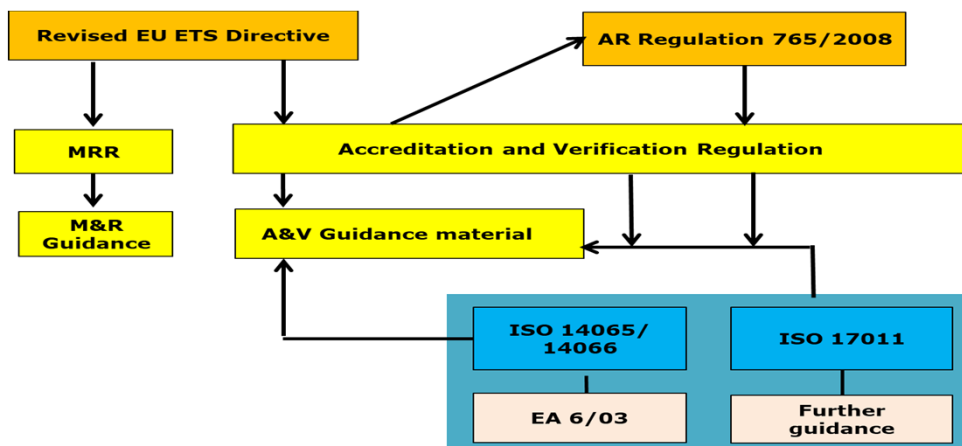 Revised EU ETS Directive
AR Regulation 765/2008
MRR
Accreditation and Verification Regulation
M&R
Guidance
A&V Guidance material
ISO 14065/
14066
ISO 17011
EA 6/03
Further
guidance